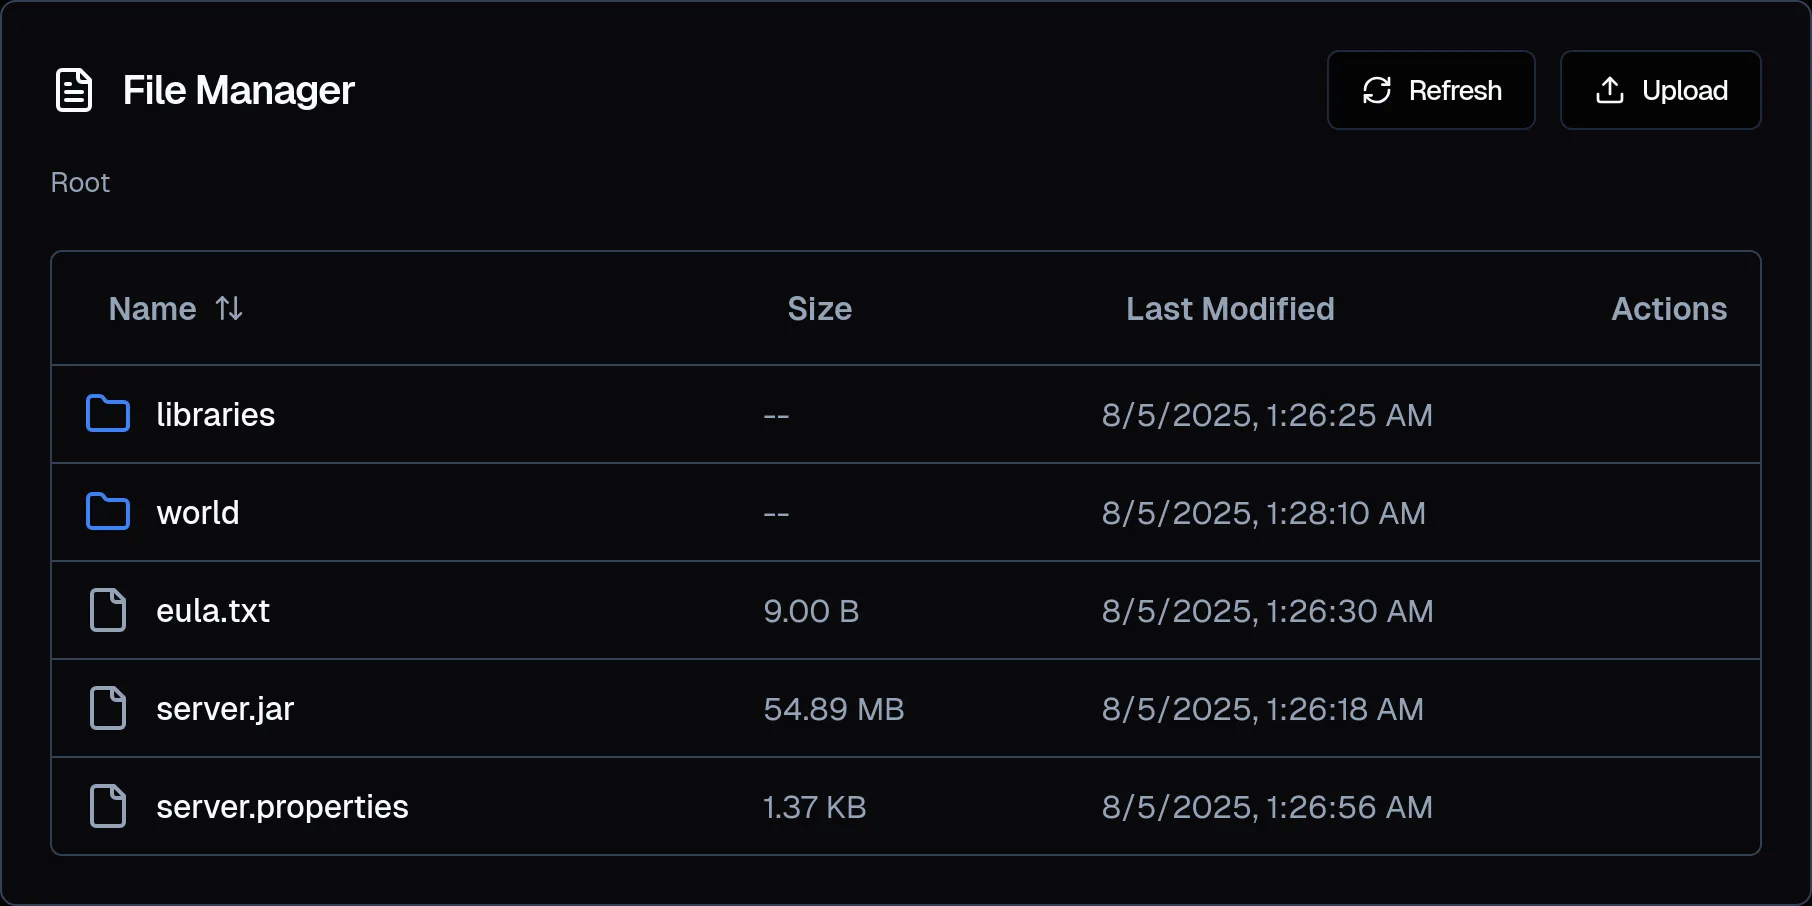 File Manager
Refresh
Upload
Root
Name Size Last Modified Actions
libraries -- 8/5/2025, 1:26:25 AM
world -- 8/5/2025, 1:28:10 AM
eula.txt 9.00 B 8/5/2025, 1:26:30 AM
server.jar 54.89 MB 8/5/2025, 1:26:18 AM
server.properties 1.37 KB 8/5/2025, 1:26:56 AM